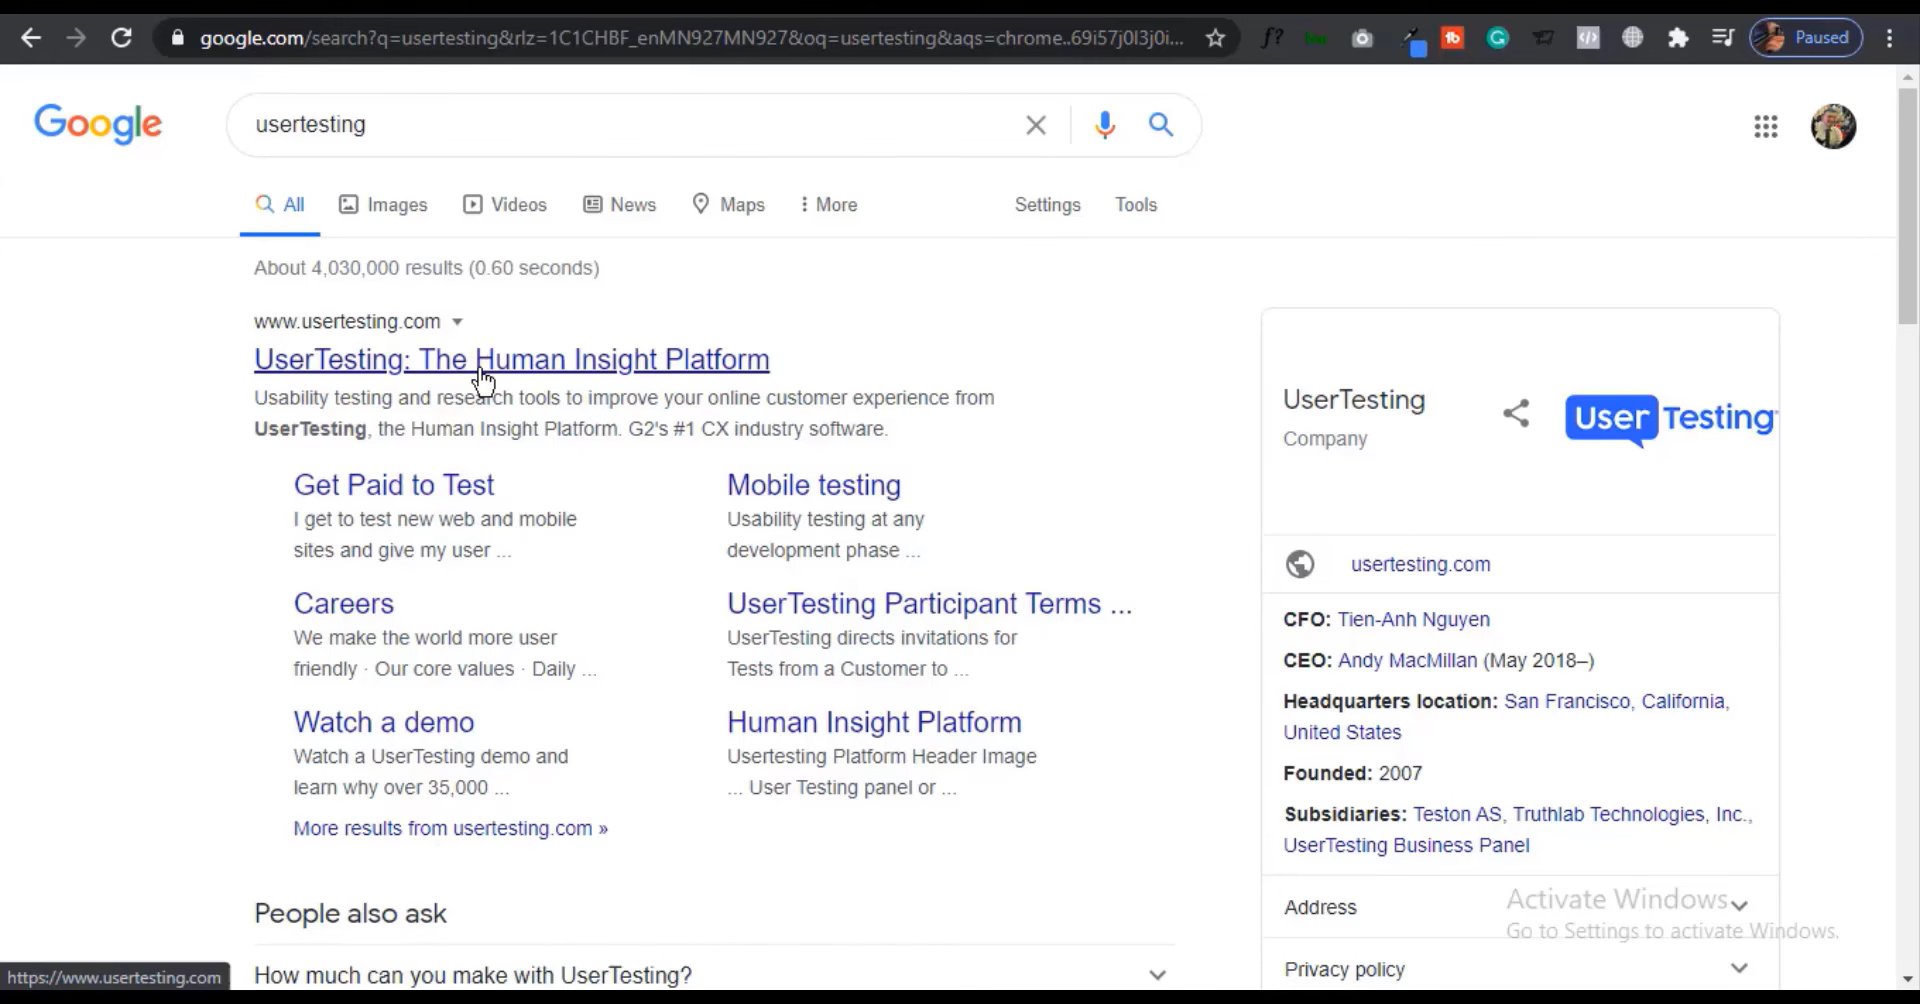 google.com/search?q=usertesting&rlz=1C1CHBF_enMN927MN927&oq=usertesting&aqs=chrome..69i57j0l3j0i...
Paused
Google
usertesting
All
Images
Videos
News
Maps
More
Settings
Tools
About 4,030,000 results (0.60 seconds)
www.usertesting.com
UserTesting: The Human Insight Platform
Usability testing and research tools to improve your online customer experience from
UserTesting, the Human Insight Platform. G2's #1 CX industry software.
Get Paid to Test
I get to test new web and mobile
sites and give my user ...
Mobile testing
Usability testing at any
development phase ...
Careers
We make the world more user
friendly · Our core values · Daily ...
UserTesting Participant Terms ...
UserTesting directs invitations for
Tests from a Customer to ...
Watch a demo
Watch a UserTesting demo and
learn why over 35,000 ...
Human Insight Platform
Usertesting Platform Header Image
... User Testing panel or ...
More results from usertesting.com »
People also ask
How much can you make with UserTesting?
UserTesting
Company
User Testing
usertesting.com
CFO: Tien-Anh Nguyen
CEO: Andy MacMillan (May 2018–)
Headquarters location: San Francisco, California,
United States
Founded: 2007
Subsidiaries: Teston AS, Truthlab Technologies, Inc.,
UserTesting Business Panel
Address
Privacy policy
Activate Windows
Go to Settings to activate Windows.
https://www.usertesting.com